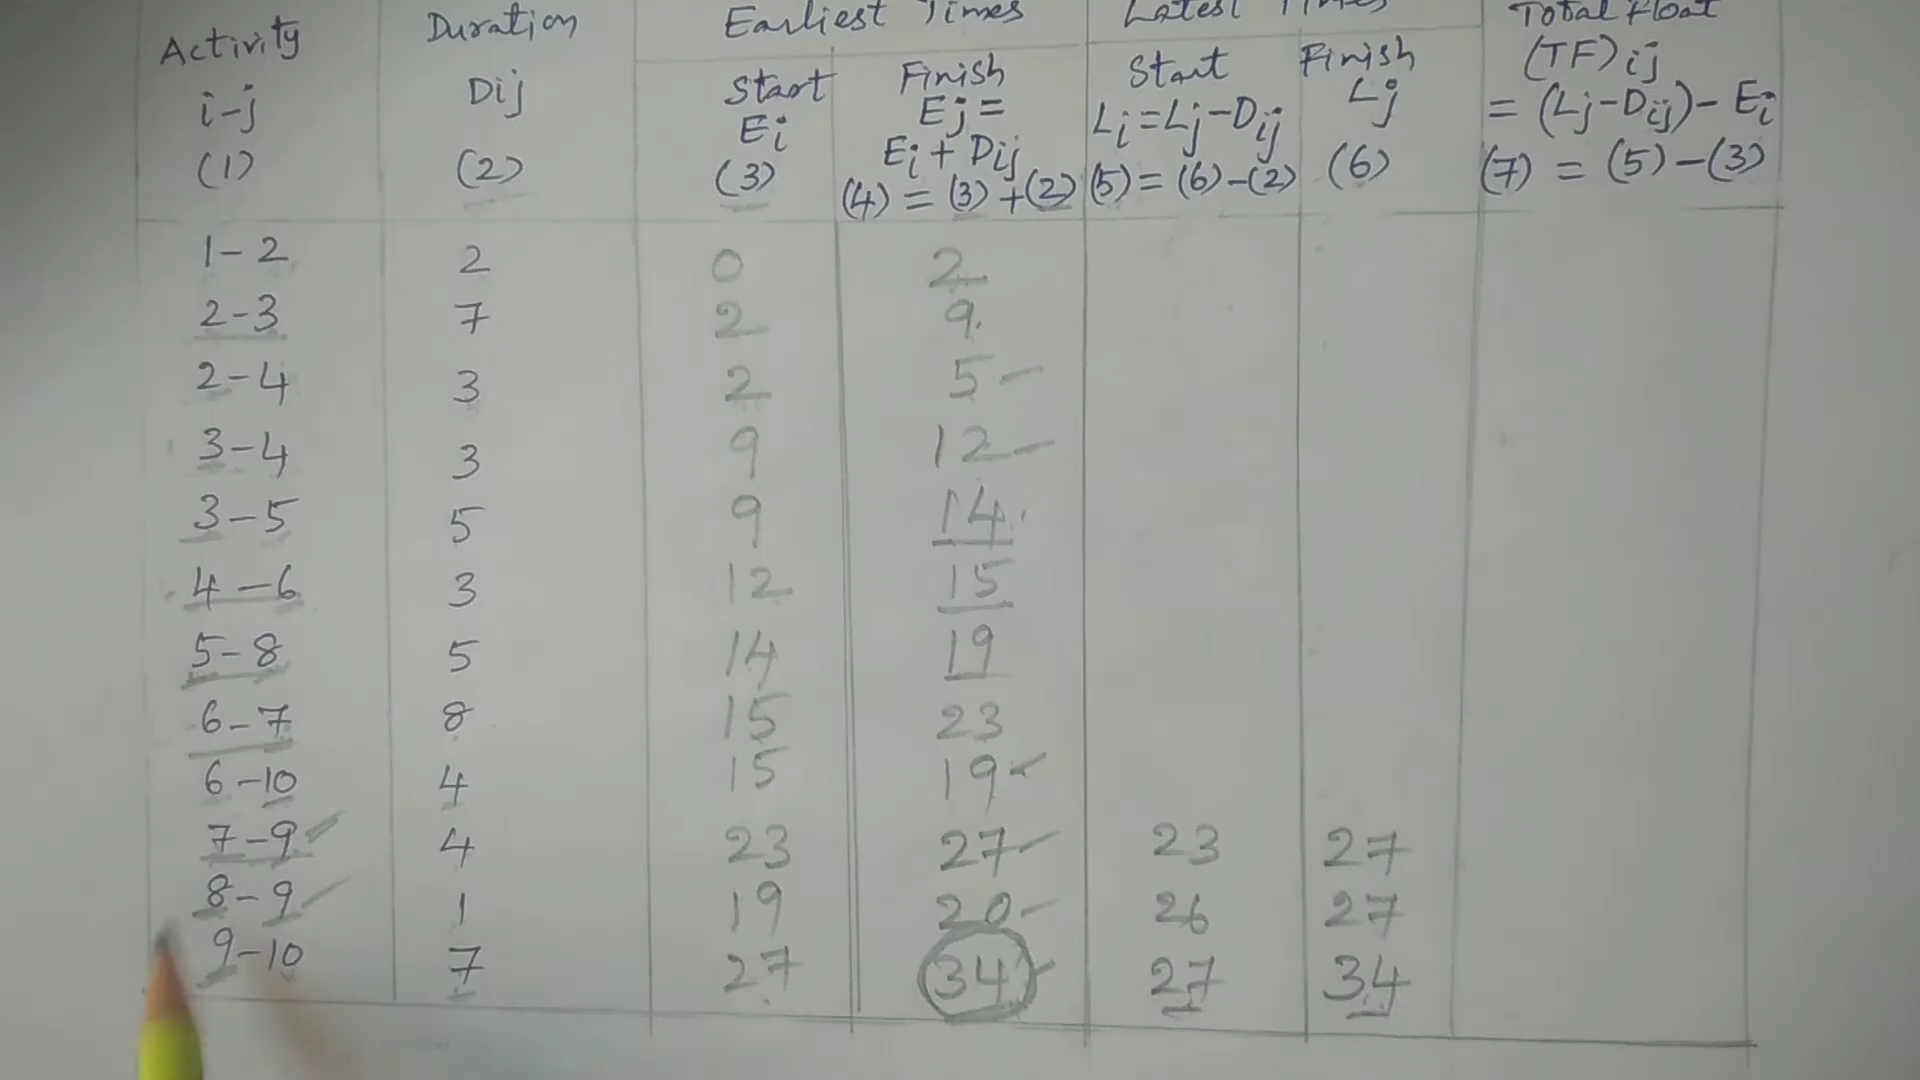 Activity Duration Earliest Times Latest Times Total Float
i-j Dij Start Finish Start Finish (TF)ij
(1) (2) Ei Ej = Li=Lj-Dij Lj = (Lj-Dij)- Ei
(3) Ei + Dij (6) (7) = (5)-(3)
(4) = (3) +(2) (5)= (6)-(2)
1-2 2 0 2
2-3 7 2 9
2-4 3 2 5
3-4 3 9 12
3-5 5 9 14
4-6 3 12 15
5-8 5 14 19
6-7 8 15 23
6-10 4 15 19
7-9 4 23 27 23 27
8-9 1 19 20 26 27
9-10 7 27 34 27 34